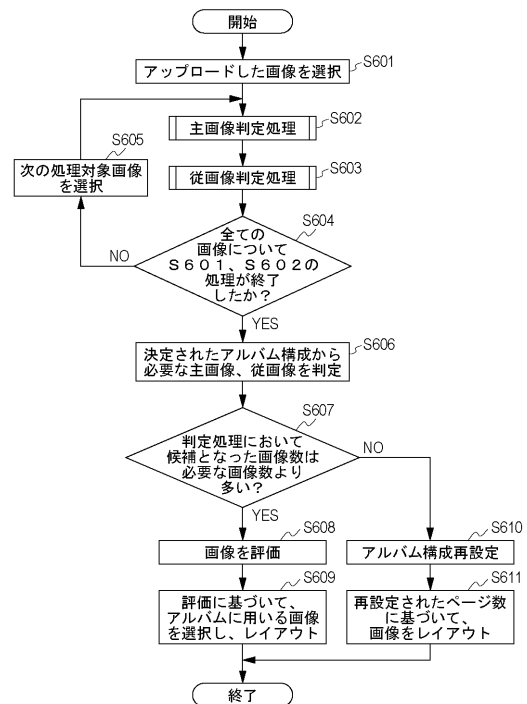 開始
アップロードした画像を選択
S601
主画像判定処理
S602
S605
次の処理対象画像
を選択
従画像判定処理
S603
S604
全ての
画像について
S601、S602の
処理が終了
したか?
NO
YES
決定されたアルバム構成から
必要な主画像、従画像を判定
S606
S607
判定処理において
候補となった画像数は
必要な画像数より
多い?
NO
YES
S608
画像を評価
S610
アルバム構成再設定
S609
評価に基づいて、
アルバムに用いる画像
を選択し、レイアウト
S611
再設定されたページ数
に基づいて、
画像をレイアウト
終了